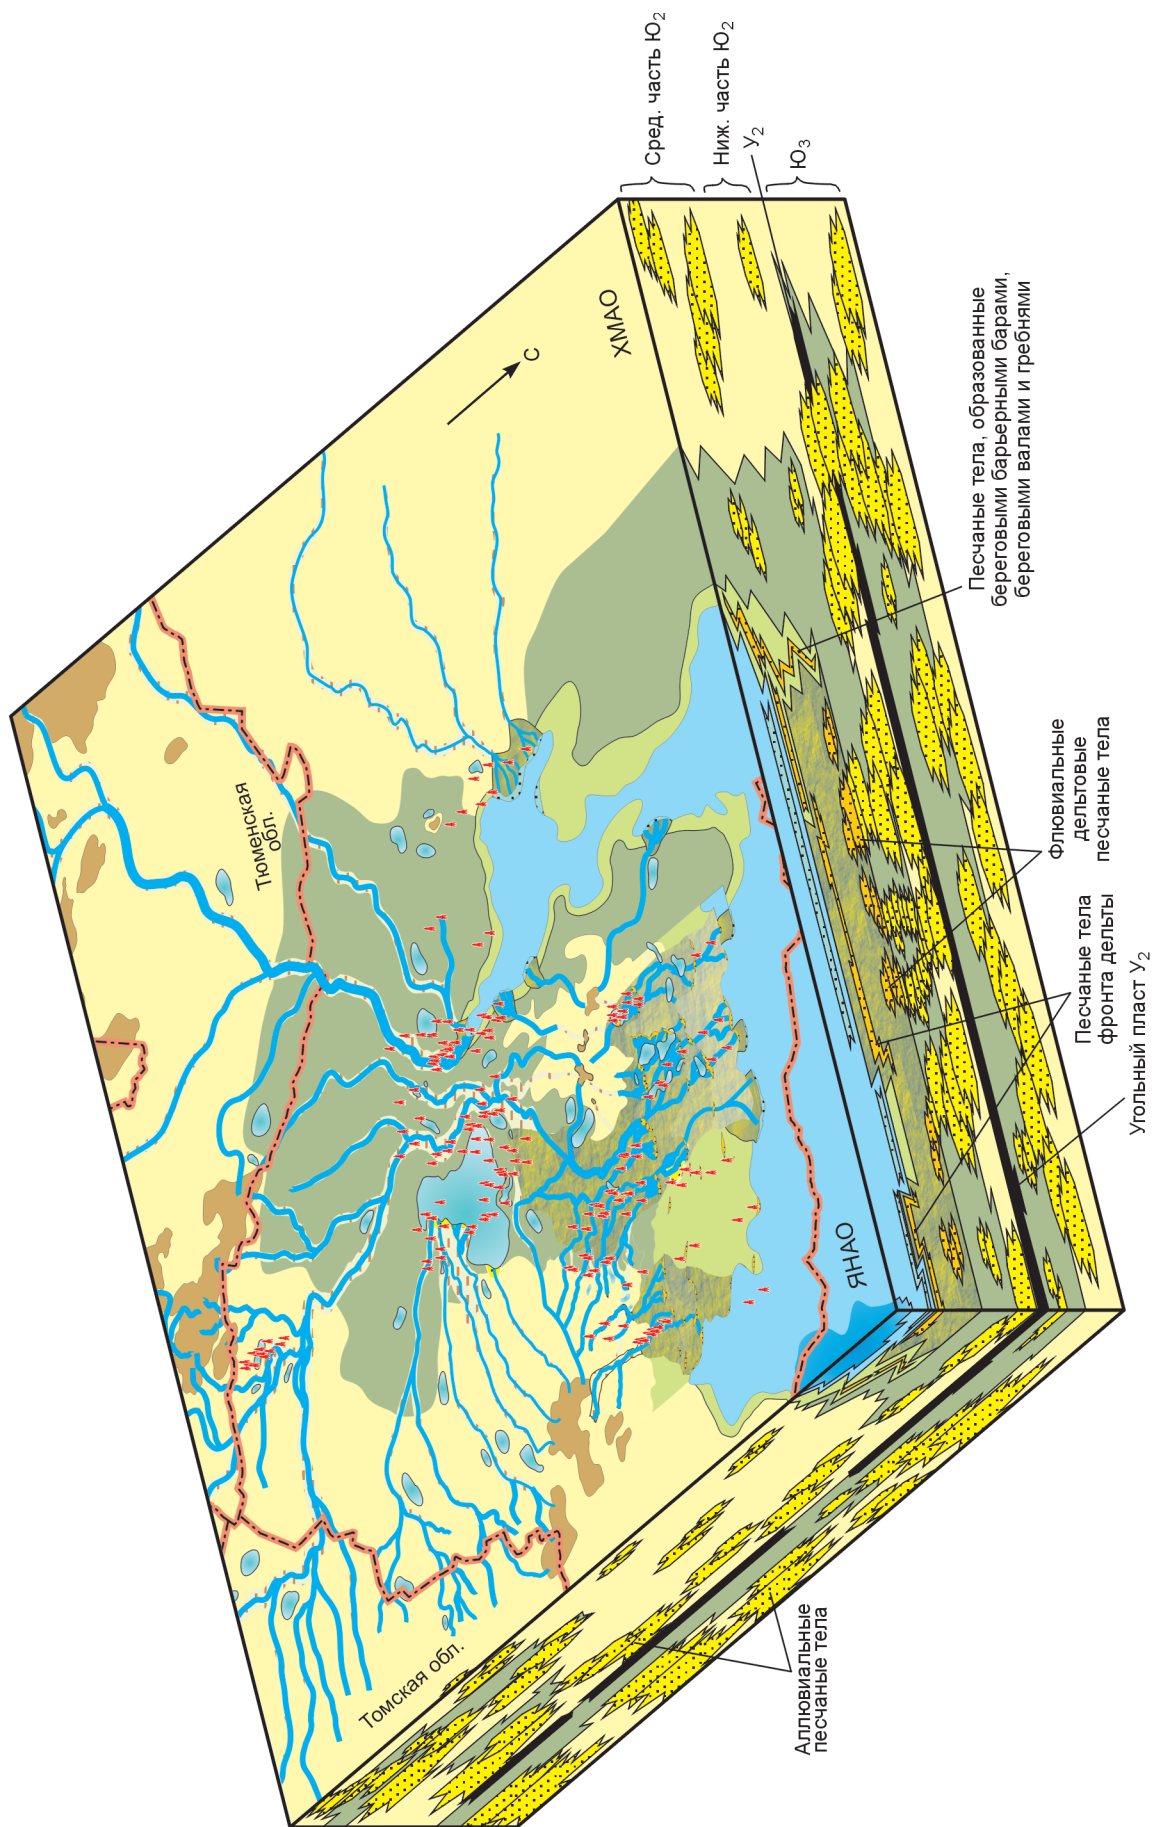 Сред. часть Ю2
Ниж. часть Ю2
У2
Ю3
ХМАО
С
Песчаные тела, образованные
береговыми барьерными барами,
береговыми валами и гребнями
Тюменская
обл.
Флювиальные
дельтовые
песчаные тела
Песчаные тела
фронта дельты
Угольный пласт У2
ЯНАО
Томская обл.
Аллювиальные
песчаные тела